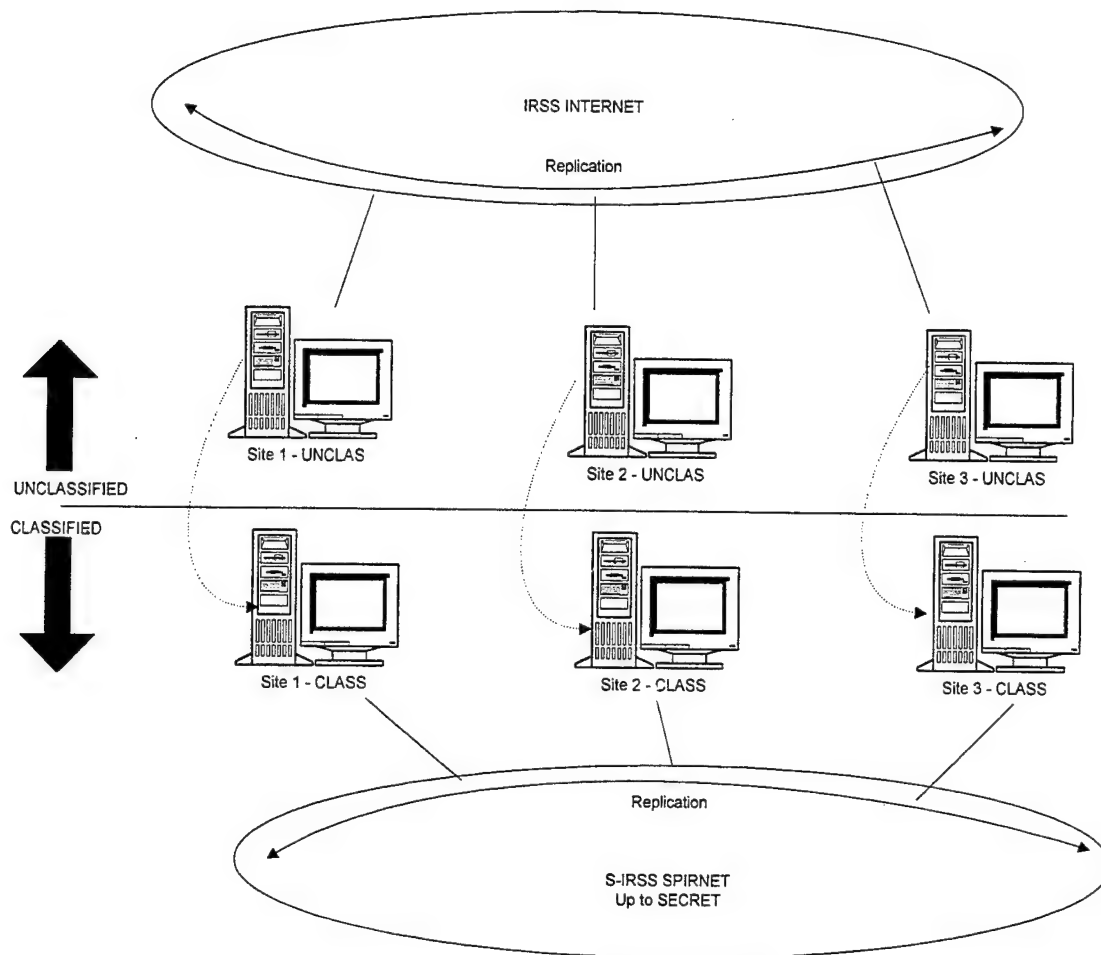 IRSS INTERNET
Replication
Site 1 - UNCLAS
Site 2 - UNCLAS
Site 3 - UNCLAS
UNCLASSIFIED
CLASSIFIED
Site 1 - CLASS
Site 2 - CLASS
Site 3 - CLASS
Replication
S-IRSS SPIRNET
Up to SECRET